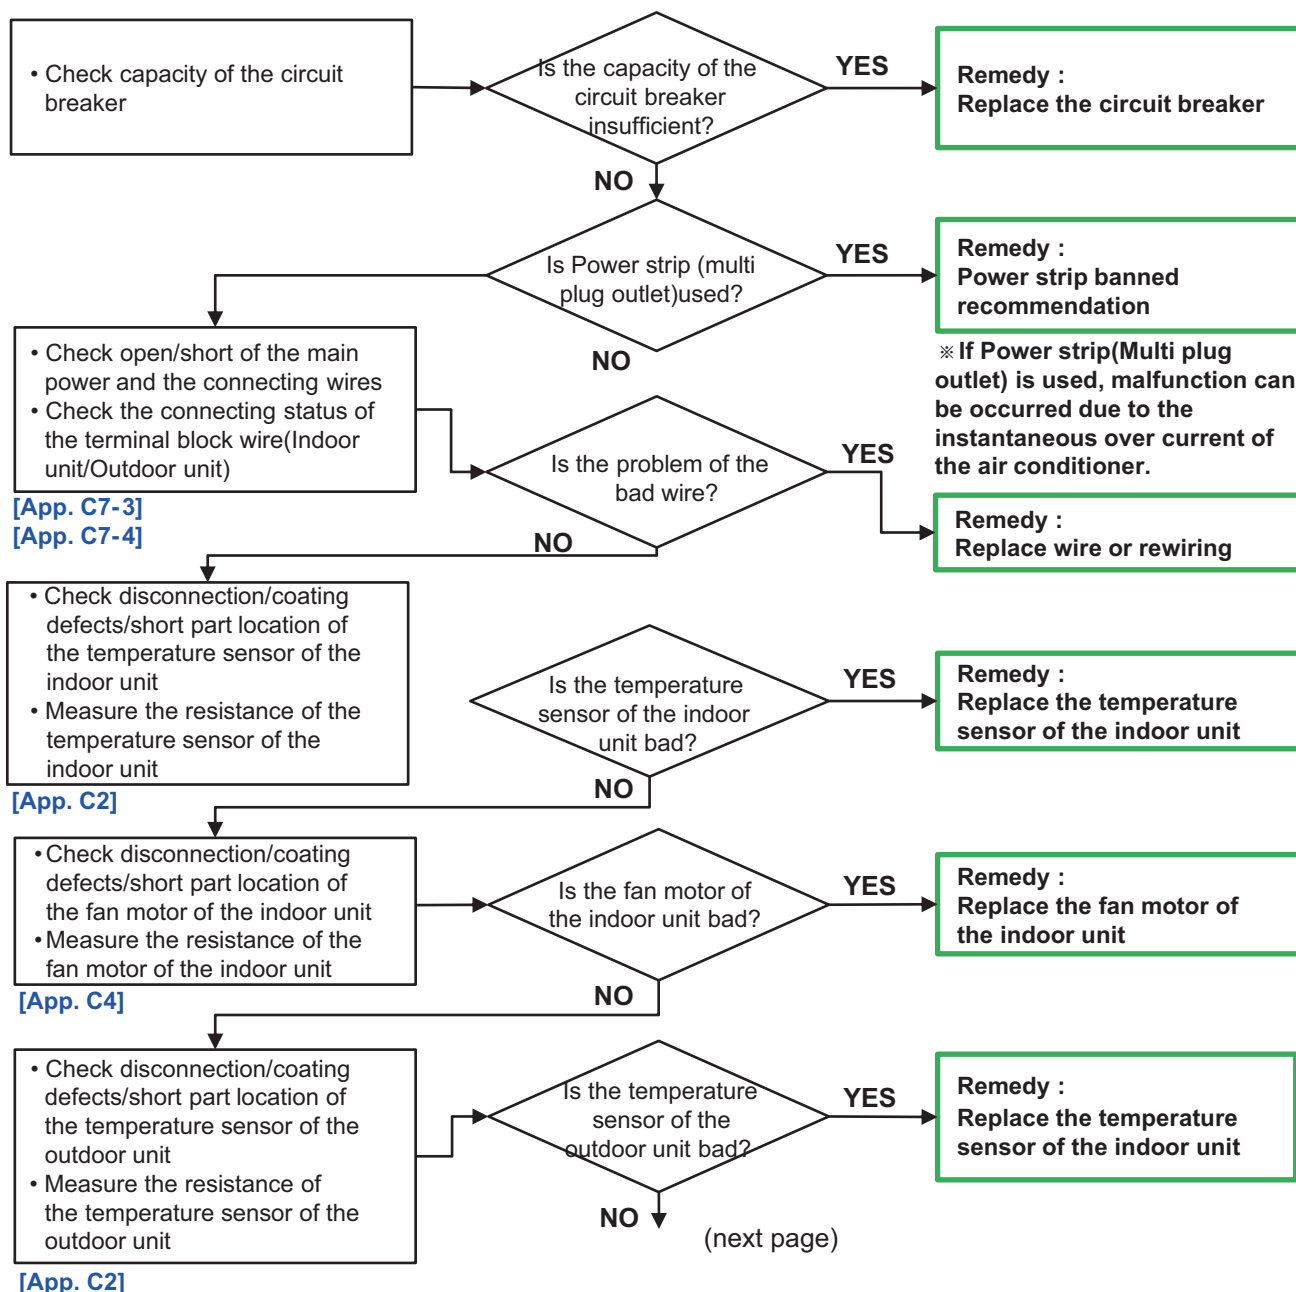 • Check capacity of the circuit
breaker
Is the capacity of the
circuit breaker
insufficient?
YES
Remedy :
Replace the circuit breaker
NO
Is Power strip (multi
plug outlet)used?
YES
Remedy :
Power strip banned
recommendation
NO
※ If Power strip(Multi plug
outlet) is used, malfunction can
be occurred due to the
instantaneous over current of
the air conditioner.
• Check open/short of the main
power and the connecting wires
• Check the connecting status of
the terminal block wire(Indoor
unit/Outdoor unit)
[App. C7-3]
[App. C7-4]
Is the problem of the
bad wire?
YES
Remedy :
Replace wire or rewiring
NO
• Check disconnection/coating
defects/short part location of
the temperature sensor of the
indoor unit
• Measure the resistance of the
temperature sensor of the
indoor unit
[App. C2]
Is the temperature
sensor of the indoor
unit bad?
YES
Remedy :
Replace the temperature
sensor of the indoor unit
NO
• Check disconnection/coating
defects/short part location of
the fan motor of the indoor unit
• Measure the resistance of the
fan motor of the indoor unit
[App. C4]
Is the fan motor of
the indoor unit bad?
YES
Remedy :
Replace the fan motor of
the indoor unit
NO
• Check disconnection/coating
defects/short part location of
the temperature sensor of the
outdoor unit
• Measure the resistance of
the temperature sensor of the
outdoor unit
[App. C2]
Is the temperature
sensor of the
outdoor unit bad?
YES
Remedy :
Replace the temperature
sensor of the indoor unit
NO
(next page)